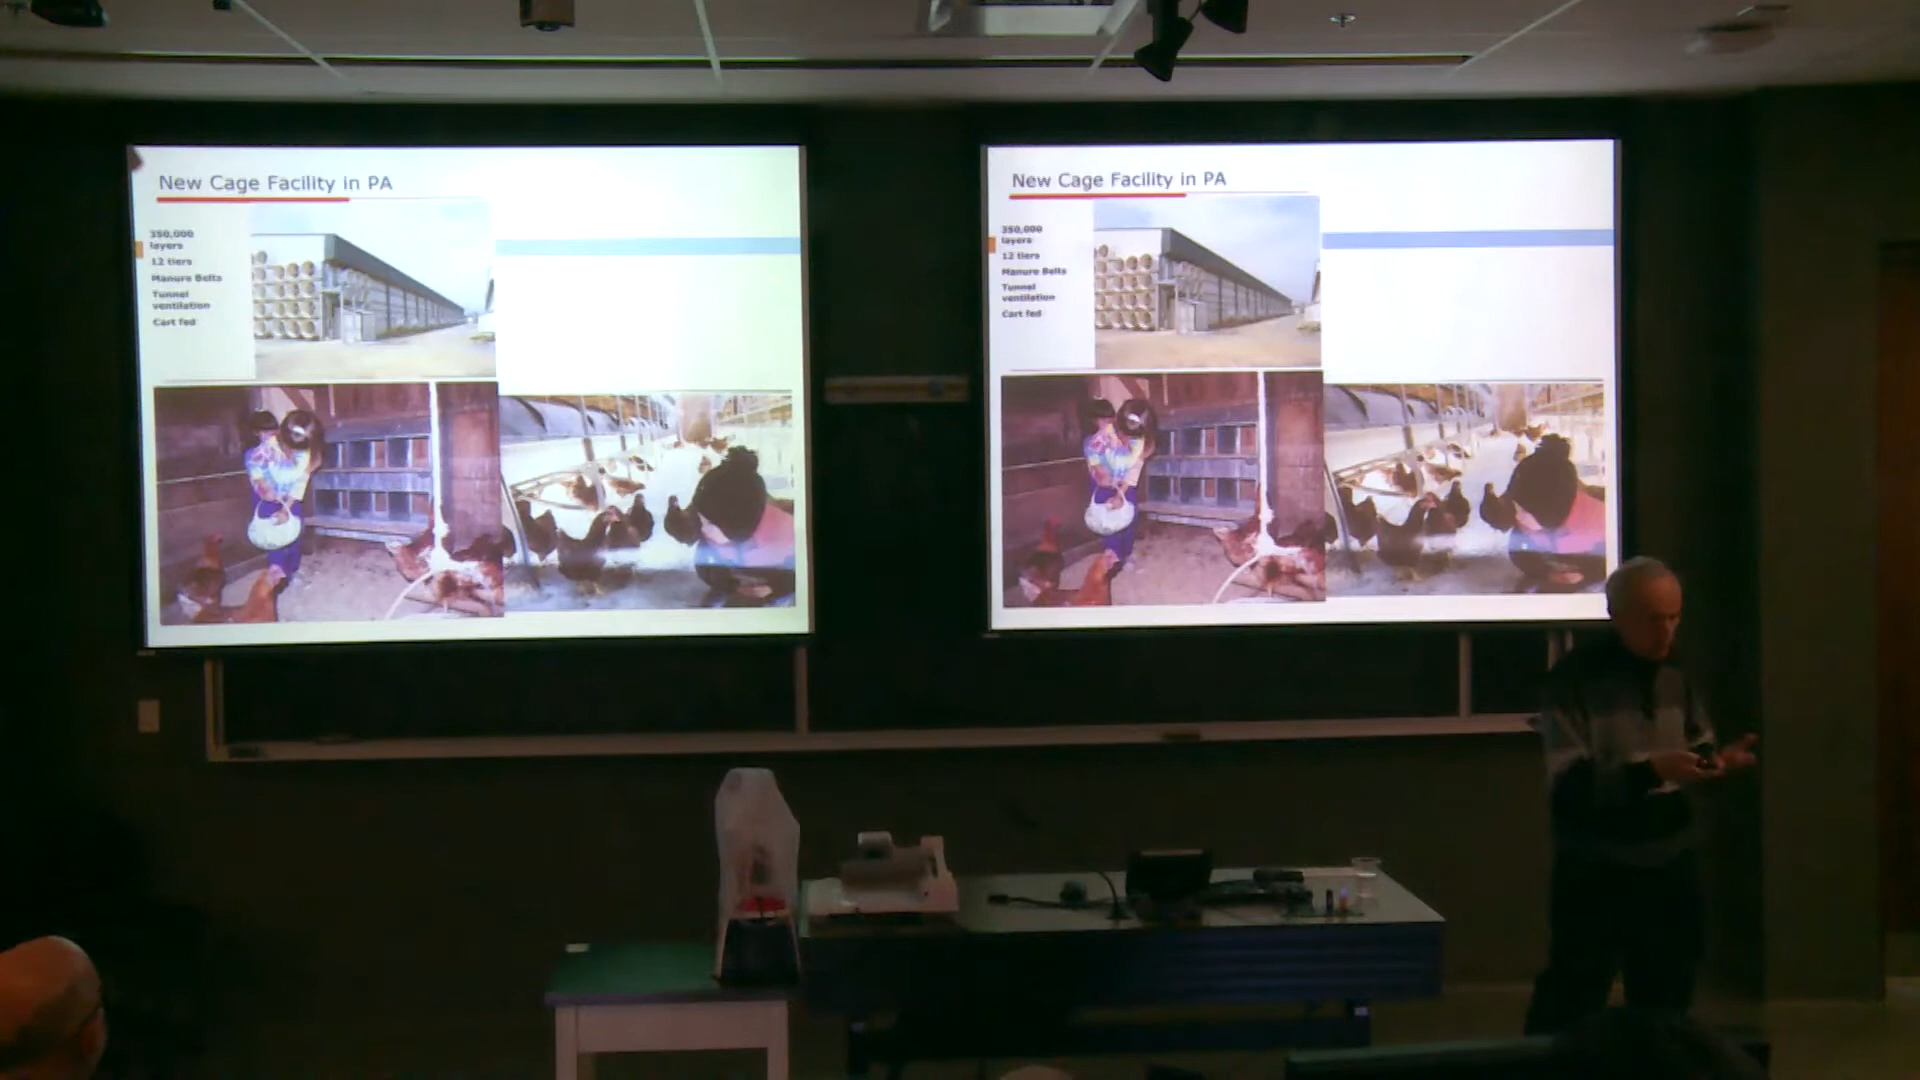 New Cage Facility in PA
350,000
layers
12 tiers
Manure Belts
Tunnel
ventilation
Cart fed
New Cage Facility in PA
350,000
layers
12 tiers
Manure Belts
Tunnel
ventilation
Cart fed